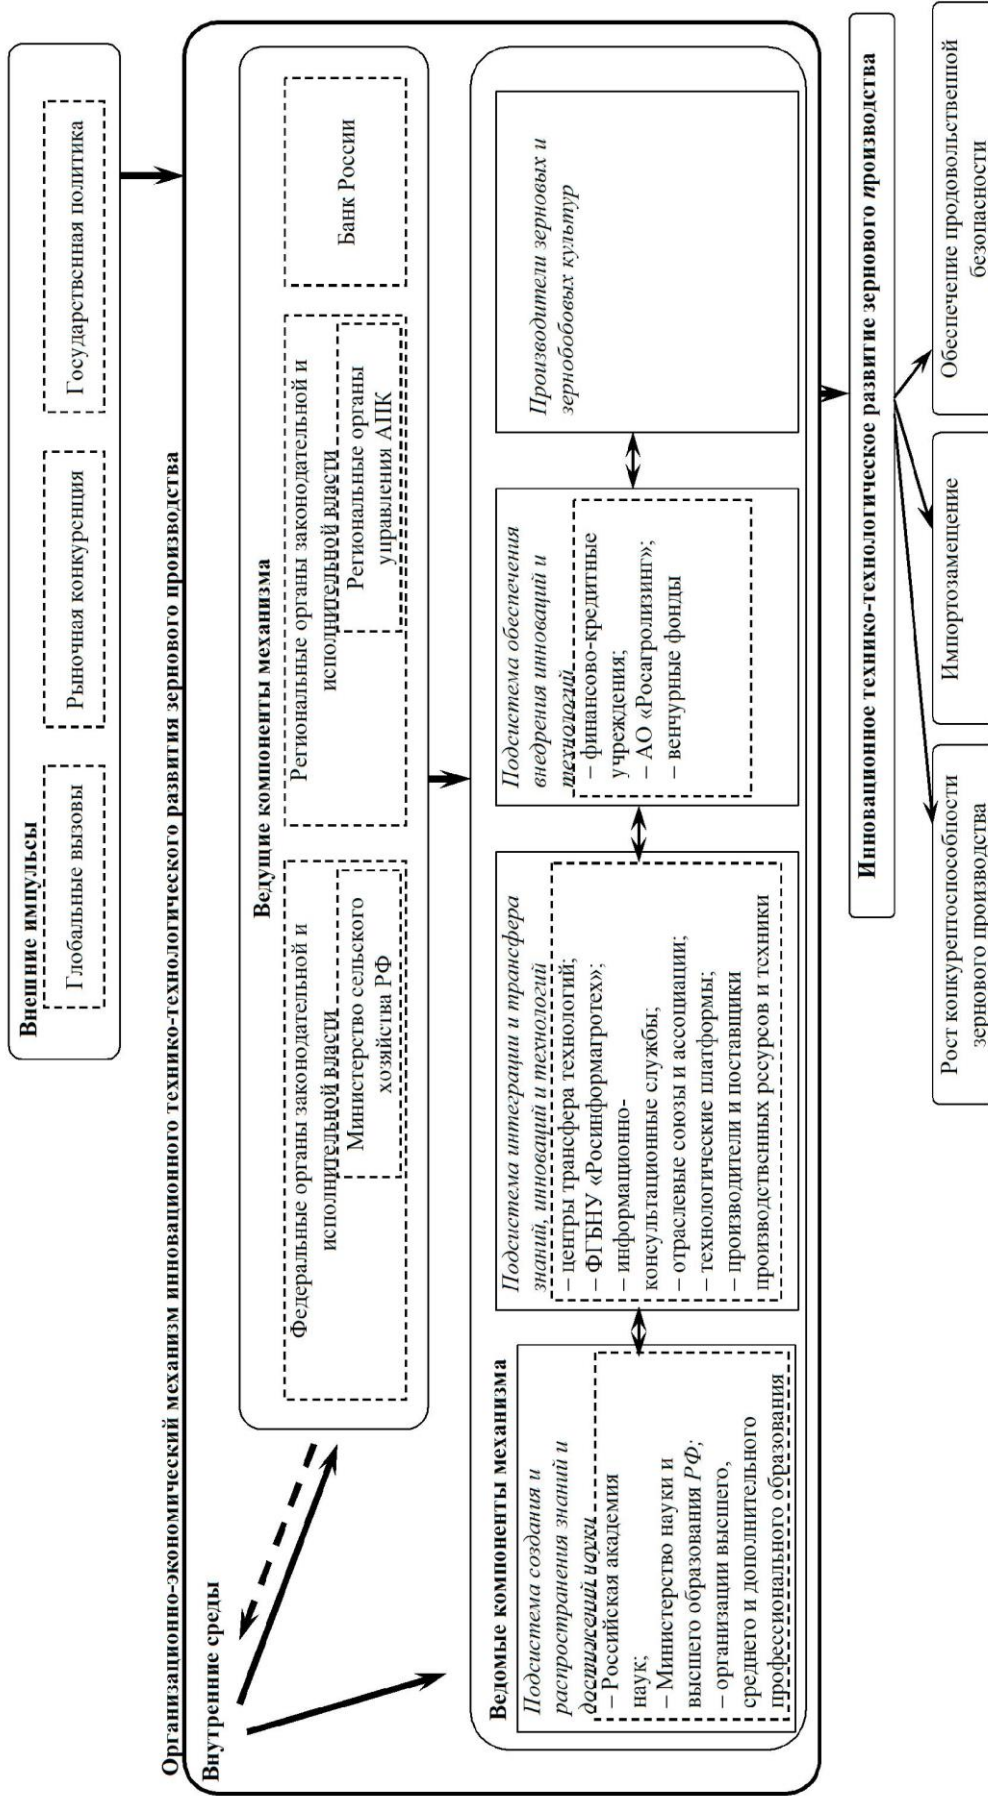 Внешние импульсы
Глобальные вызовы
Рыночная конкуренция
Государственная политика
Организационно-экономический механизм инновационного технико-технологического развития зернового производства
Внутренние среды
Ведущие компоненты механизма
Федеральные органы законодательной и
исполнительной власти
Министерство сельского
хозяйства РФ
Региональные органы законодательной и
исполнительной власти
Региональные органы
управления АПК
Банк России
Ведомые компоненты механизма
Подсистема создания и
распространения знаний и
достижений науки
– Российская академия
наук;
– Министерство науки и
высшего образования РФ;
– организации высшего,
среднего и дополнительного
профессионального образования
Подсистема интеграции и трансфера
знаний, инноваций и технологий
– центры трансфера технологий;
– ФГБНУ «Росинформагротех»;
– информационно-
консультационные службы;
– отраслевые союзы и ассоциации;
– технологические платформы;
– производители и поставщики
производственных ресурсов и техники
Подсистема обеспечения
внедрения инноваций и
технологий
– финансово-кредитные
учреждения;
– АО «Росагролизинг»;
– венчурные фонды
Производители зерновых и
зернобобовых культур
Инновационное технико-технологическое развитие зернового производства
Рост конкурентоспособности
зернового производства
Импортозамещение
Обеспечение продовольственной
безопасности